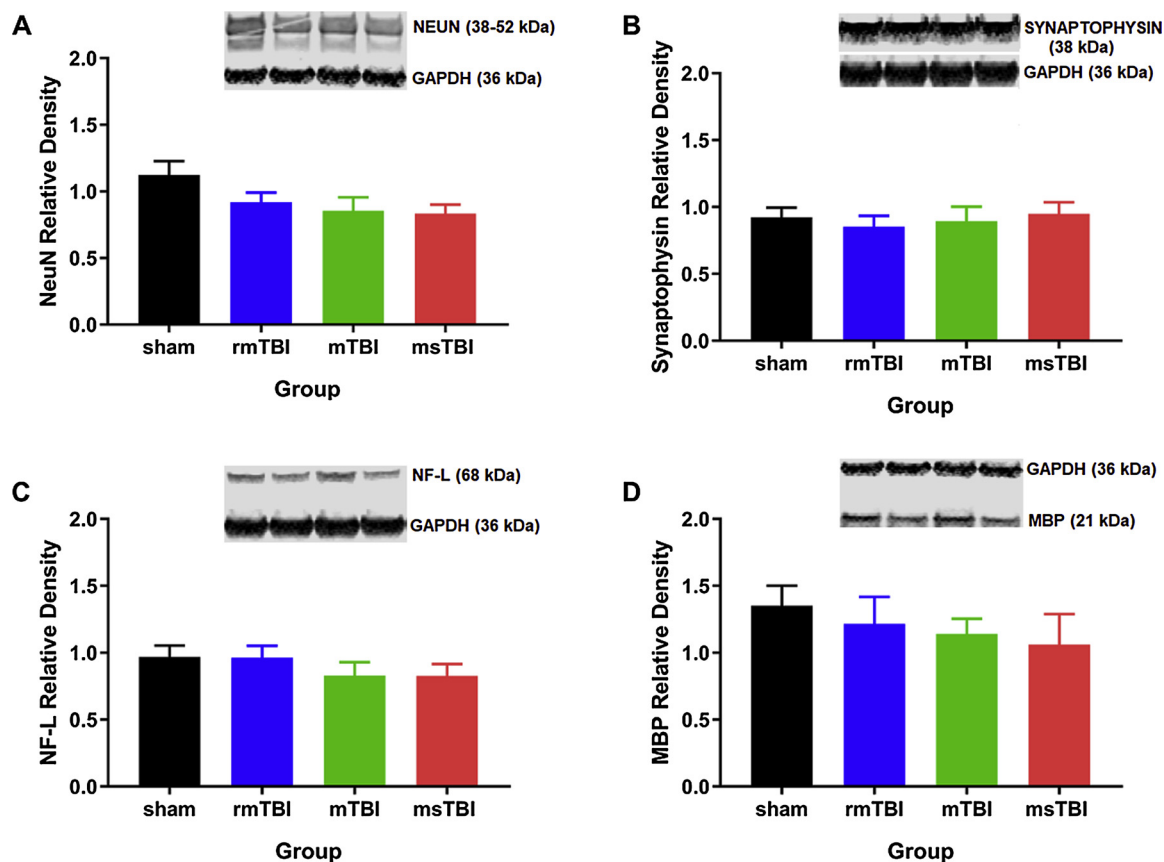 A
NEUN (38-52 kDa)
GAPDH (36 kDa)
NeuN Relative Density
2.0
1.5
1.0
0.5
0.0
sham rmTBI mTBI msTBI
Group
B
SYNAPTOPHYSIN
(38 kDa)
GAPDH (36 kDa)
Synaptophysin Relative Density
2.0
1.5
1.0
0.5
0.0
sham rmTBI mTBI msTBI
Group
C
NF-L (68 kDa)
GAPDH (36 kDa)
NF-L Relative Density
2.0
1.5
1.0
0.5
0.0
sham rmTBI mTBI msTBI
Group
D
GAPDH (36 kDa)
MBP (21 kDa)
MBP Relative Density
2.0
1.5
1.0
0.5
0.0
sham rmTBI mTBI msTBI
Group